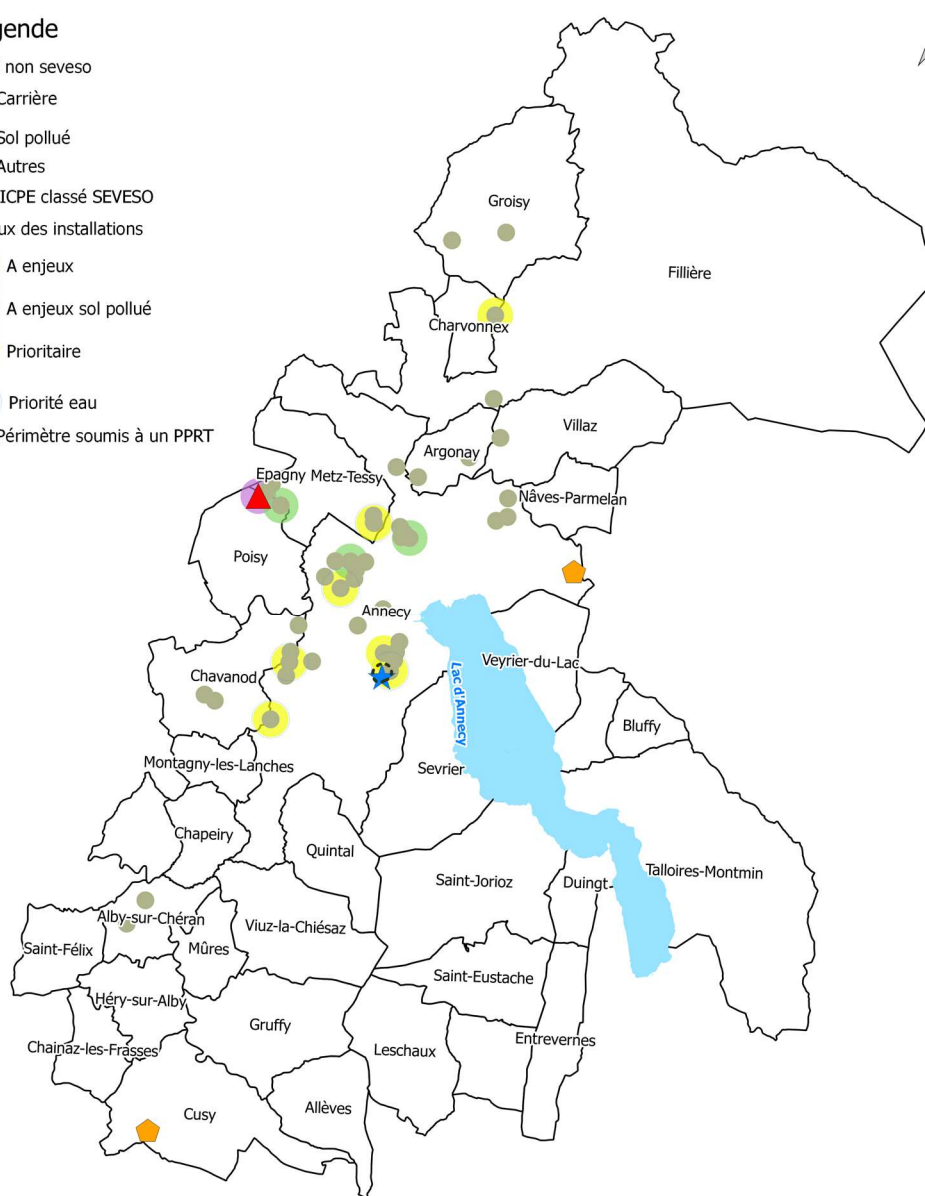 gende
non seveso
Carrière
Sol pollué
Autres
ICPE classé SEVESO
ux des installations
A enjeux
A enjeux sol pollué
Prioritaire
Priorité eau
Périmètre soumis à un PPRT
Groisy
Fillière
Charvonnex
Villaz
Argonay
Epagny Metz-Tessy
Nâves-Parmelan
Poisy
Annecy
Veyrier-du-Lac
Chavanod
Lac d'Annecy
Bluffy
Montagny-les-Lanches
Sevrier
Chapeiry
Quintal
Saint-Jorioz
Duingt
Talloires-Montmin
Alby-sur-Chéran
Saint-Félix
Mûres
Viuz-la-Chiésaz
Saint-Eustache
Héry-sur-Alby
Gruffy
Entrevernes
Chainaz-les-Frasses
Leschaux
Cusy
Allèves